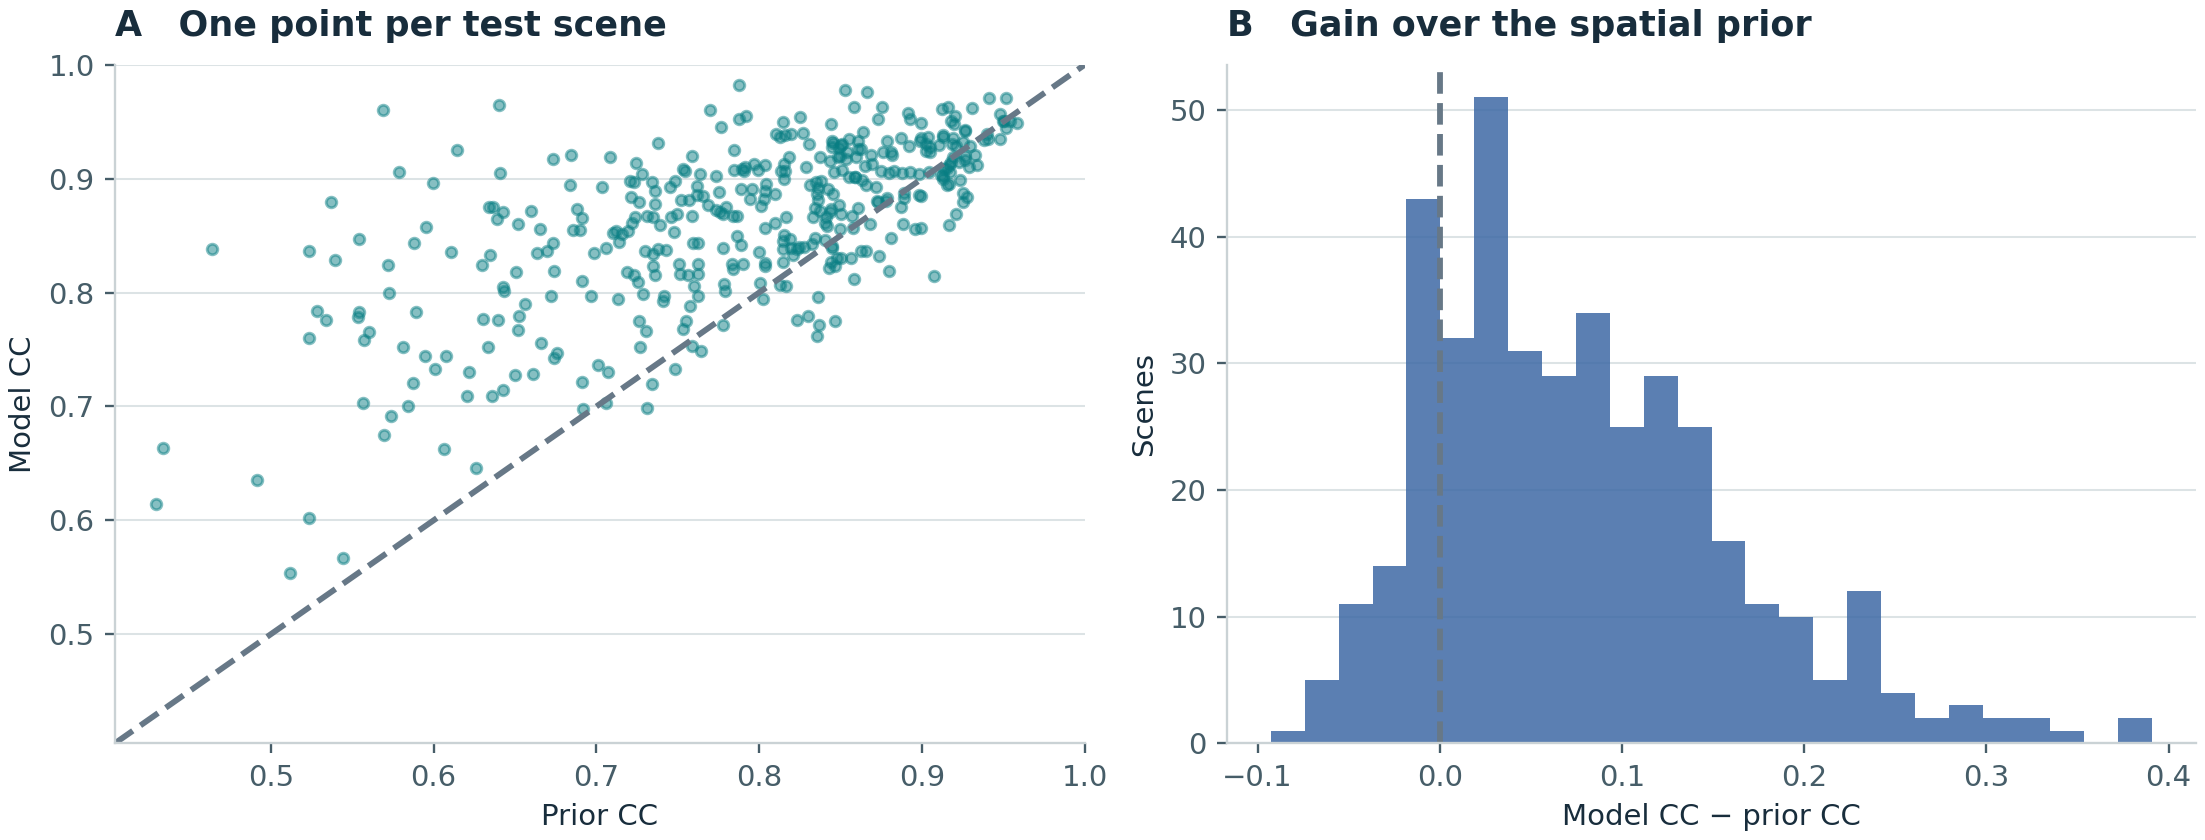 A One point per test scene
1.0
0.9
0.8
0.7
0.6
0.5
Model CC
0.5 0.6 0.7 0.8 0.9 1.0
Prior CC
B Gain over the spatial prior
50
40
30
20
10
0
Scenes
−0.1 0.0 0.1 0.2 0.3 0.4
Model CC − prior CC